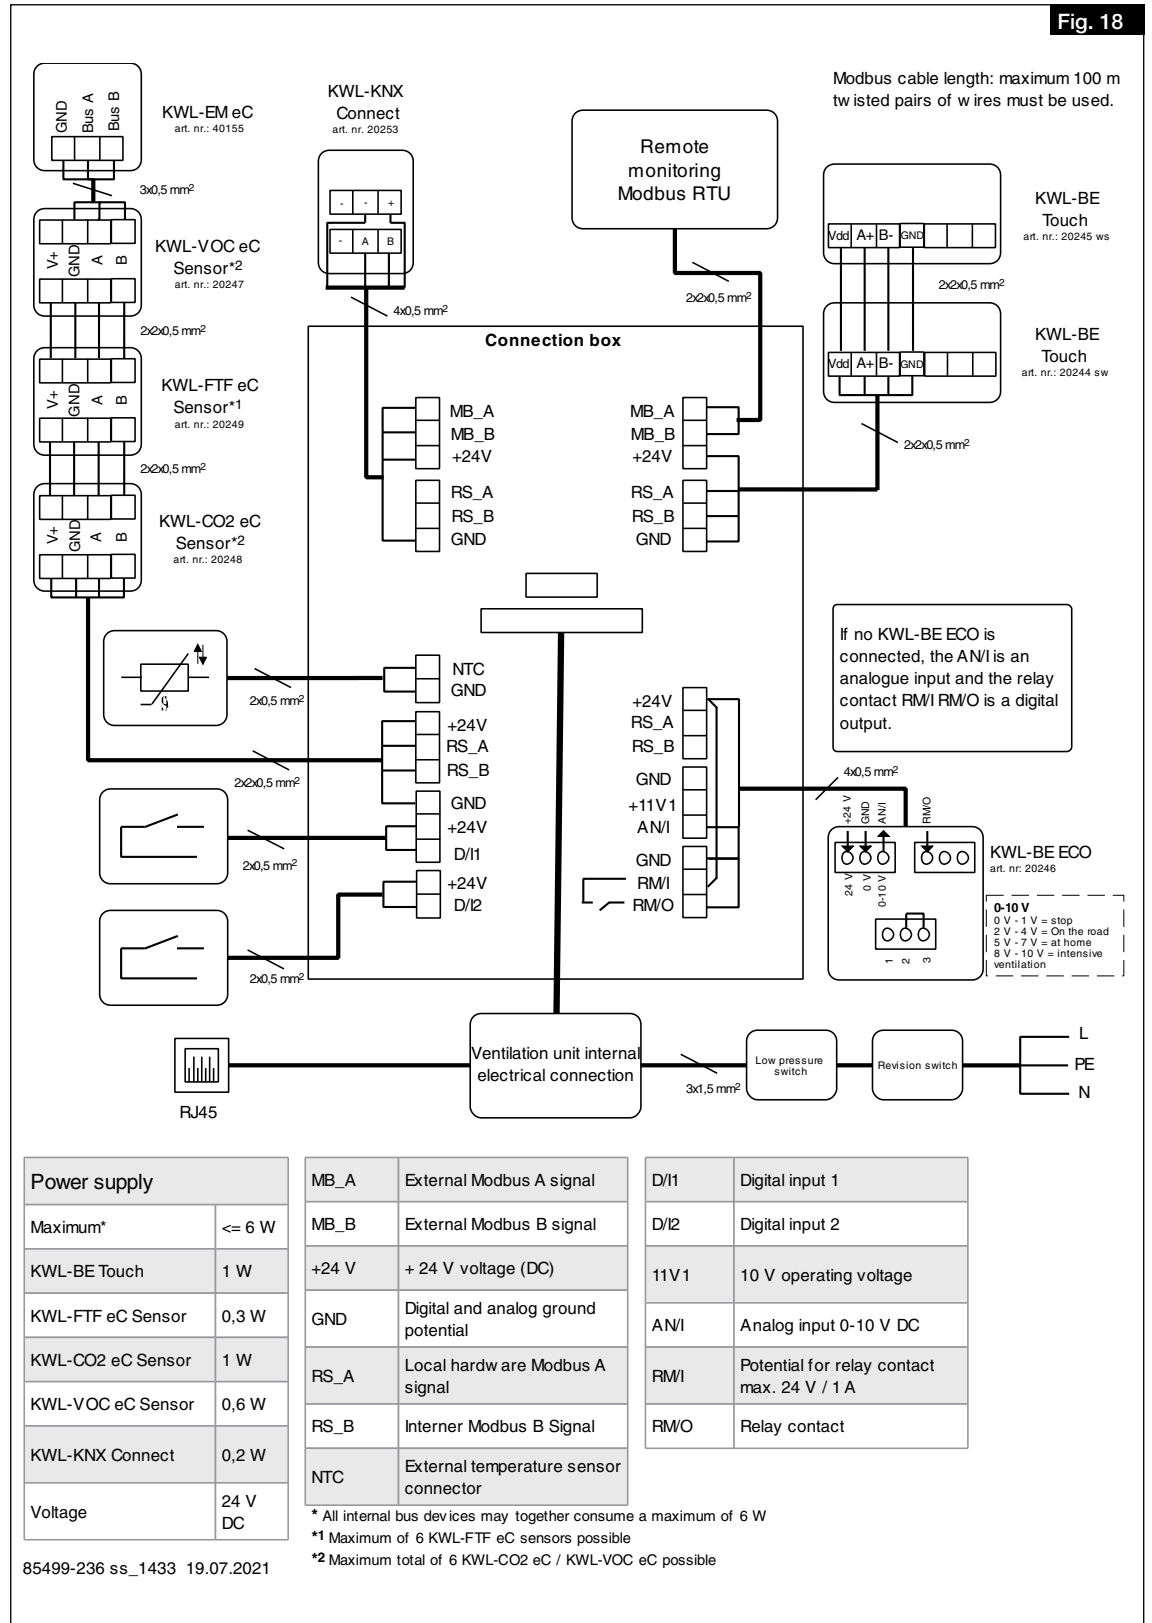 Fig. 18
Modbus cable length: maximum 100 m
twisted pairs of wires must be used.
GND
Bus A
Bus B
KWL-EM eC
art. nr.: 40155
3x0,5 mm²
V+
GND
A
B
KWL-VOC eC
Sensor*2
art. nr.: 20247
2x2x0,5 mm²
V+
GND
A
B
KWL-FTF eC
Sensor*1
art. nr.: 20249
2x2x0,5 mm²
V+
GND
A
B
KWL-CO2 eC
Sensor*2
art. nr.: 20248
KWL-KNX
Connect
art. nr. 20253
- - +
- A B
4x0,5 mm²
Remote
monitoring
Modbus RTU
2x2x0,5 mm²
Vdd A+ B- GND
KWL-BE
Touch
art. nr.: 20245 ws
2x2x0,5 mm²
Vdd A+ B- GND
KWL-BE
Touch
art. nr.: 20244 sw
2x2x0,5 mm²
Connection box
MB_A
MB_B
+24V
RS_A
RS_B
GND
MB_A
MB_B
+24V
RS_A
RS_B
GND
ϑ
2x0,5 mm²
NTC
GND
2x2x0,5 mm²
+24V
RS_A
RS_B
GND
2x0,5 mm²
+24V
D/I1
2x0,5 mm²
+24V
D/I2
+24V
RS_A
RS_B
GND
+11V1
AN/I
GND
RM/I
RM/O
If no KWL-BE ECO is
connected, the AN/I is an
analogue input and the relay
contact RM/I RM/O is a digital
output.
4x0,5 mm²
+24 V
GND
AN/I
RM/O
24 V
0 V
0-10 V
1
2
3
KWL-BE ECO
art. nr: 20246
0-10 V
0 V - 1 V = stop
2 V - 4 V = On the road
5 V - 7 V = at home
8 V - 10 V = intensive
ventilation
RJ45
Ventilation unit internal
electrical connection
3x1,5 mm²
Low pressure
switch
Revision switch
L
PE
N
Power supply
Maximum* <= 6 W
KWL-BE Touch 1 W
KWL-FTF eC Sensor 0,3 W
KWL-CO2 eC Sensor 1 W
KWL-VOC eC Sensor 0,6 W
KWL-KNX Connect 0,2 W
Voltage 24 V
DC
MB_A External Modbus A signal
MB_B External Modbus B signal
+24 V + 24 V voltage (DC)
GND Digital and analog ground
potential
RS_A Local hardware Modbus A
signal
RS_B Interner Modbus B Signal
NTC External temperature sensor
connector
D/I1 Digital input 1
D/I2 Digital input 2
11V1 10 V operating voltage
AN/I Analog input 0-10 V DC
RM/I Potential for relay contact
max. 24 V / 1 A
RM/O Relay contact
* All internal bus devices may together consume a maximum of 6 W
*1 Maximum of 6 KWL-FTF eC sensors possible
*2 Maximum total of 6 KWL-CO2 eC / KWL-VOC eC possible
85499-236 ss_1433 19.07.2021